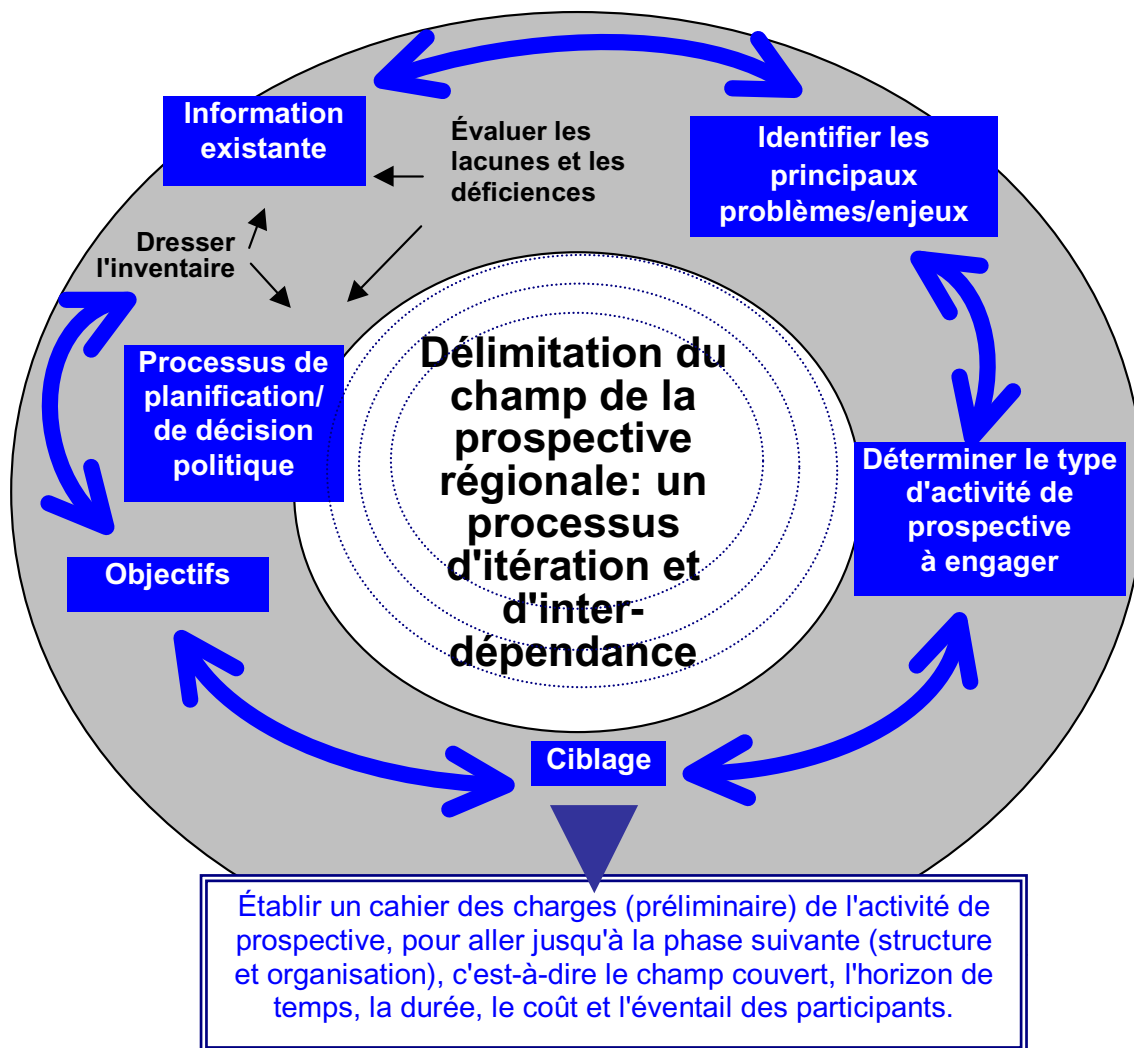 Information
existante
Évaluer les
lacunes et les
déficiences
Identifier les
principaux
problèmes/enjeux
Dresser
l'inventaire
Processus de
planification/
de décision
politique
Délimitation du
champ de la
prospective
régionale: un
processus
d'itération et
d'inter-
dépendance
Déterminer le type
d'activité de
prospective
à engager
Objectifs
Ciblage
Établir un cahier des charges (préliminaire) de l'activité de
prospective, pour aller jusqu'à la phase suivante (structure
et organisation), c'est-à-dire le champ couvert, l'horizon de
temps, la durée, le coût et l'éventail des participants.